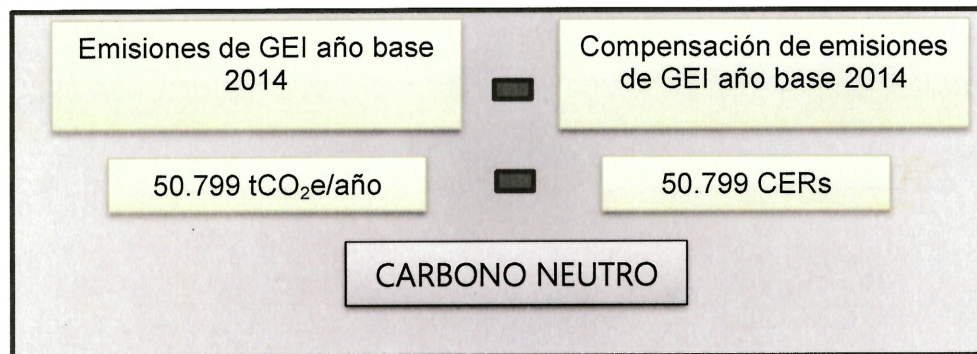 Emisiones de GEI año base
2014
Compensación de emisiones
de GEI año base 2014
50.799 tCO₂e/año
50.799 CERs
CARBONO NEUTRO